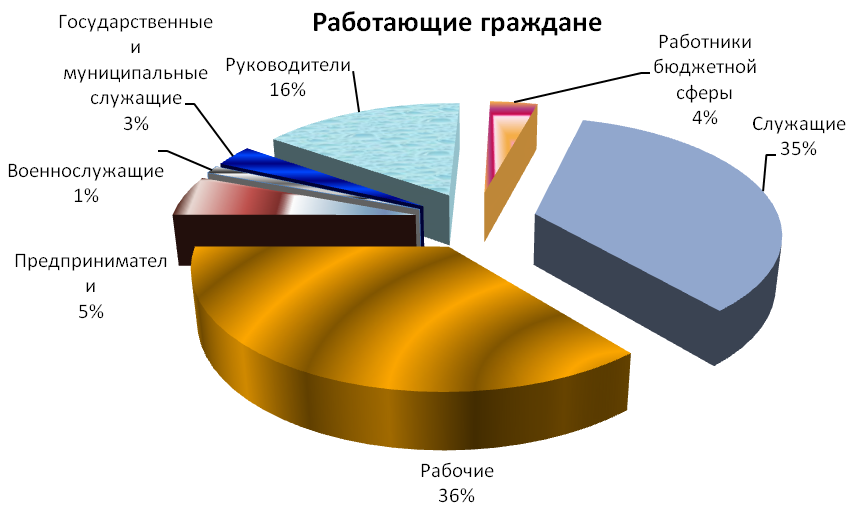 Работающие граждане
Государственные
и
муниципальные
служащие
3%
Руководители
16%
Работники
бюджетной
сферы
4%
Служащие
35%
Военнослужащие
1%
Предпринимател
и
5%
Рабочие
36%